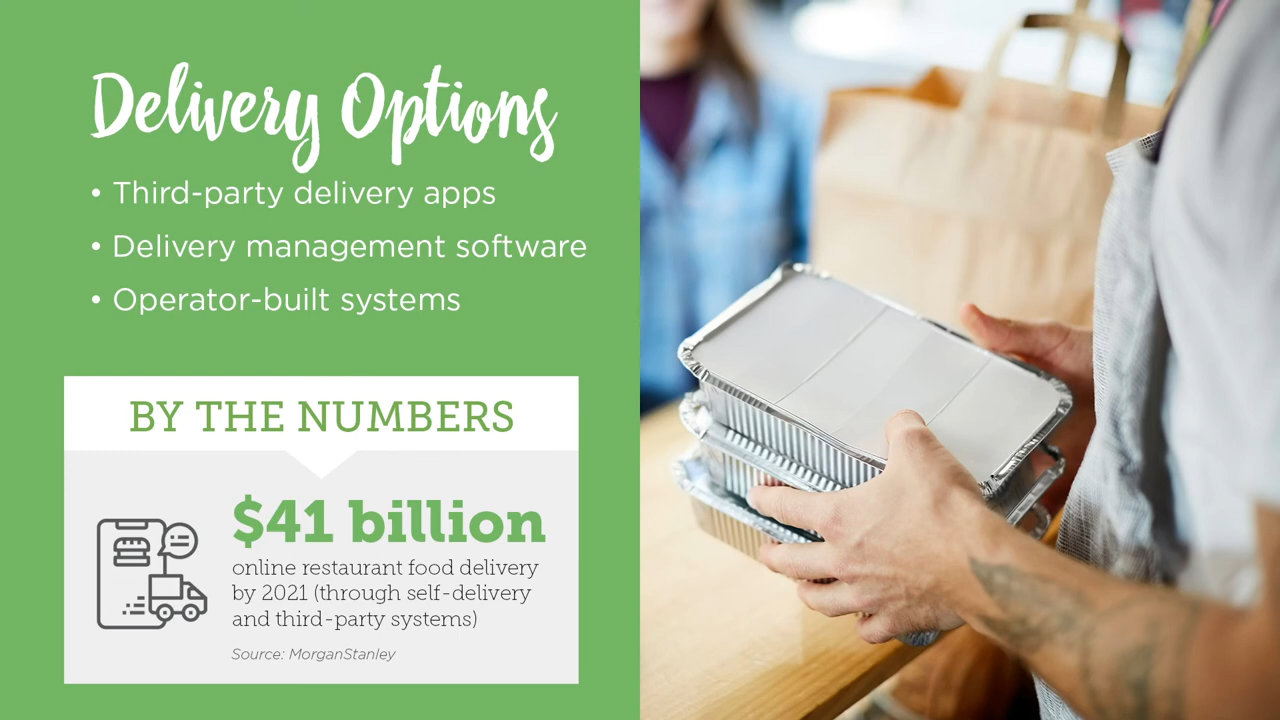 Delivery Options
• Third-party delivery apps
• Delivery management software
• Operator-built systems
BY THE NUMBERS
$41 billion
online restaurant food delivery
by 2021 (through self-delivery
and third-party systems)
Source: MorganStanley